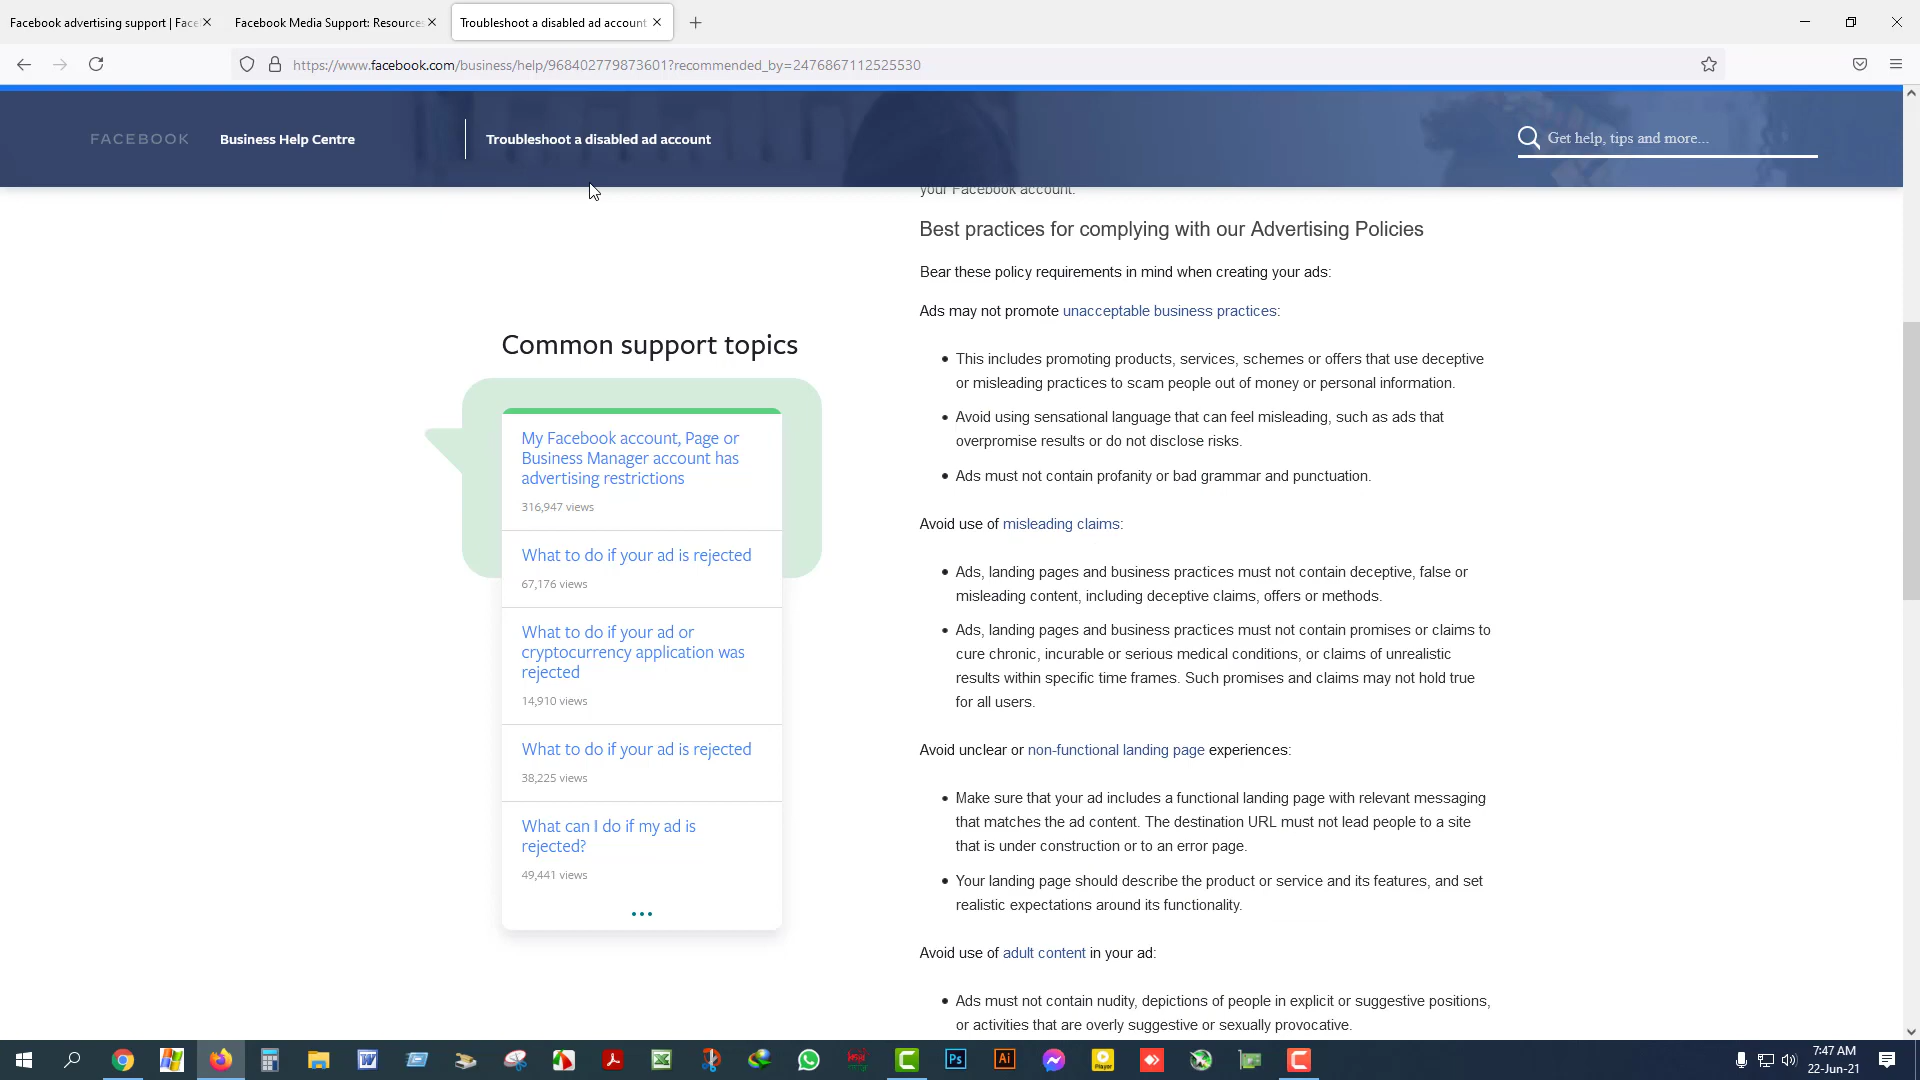 Facebook advertising support | Face
Facebook Media Support: Resources
Troubleshoot a disabled ad account
https://www.facebook.com/business/help/968402779873601?recommended_by=2476867112525530
FACEBOOK
Business Help Centre
Troubleshoot a disabled ad account
Get help, tips and more...
your Facebook account.
Best practices for complying with our Advertising Policies
Bear these policy requirements in mind when creating your ads:
Ads may not promote unacceptable business practices:
This includes promoting products, services, schemes or offers that use deceptive
or misleading practices to scam people out of money or personal information.
Avoid using sensational language that can feel misleading, such as ads that
overpromise results or do not disclose risks.
Ads must not contain profanity or bad grammar and punctuation.
Avoid use of misleading claims:
Ads, landing pages and business practices must not contain deceptive, false or
misleading content, including deceptive claims, offers or methods.
Ads, landing pages and business practices must not contain promises or claims to
cure chronic, incurable or serious medical conditions, or claims of unrealistic
results within specific time frames. Such promises and claims may not hold true
for all users.
Avoid unclear or non-functional landing page experiences:
Make sure that your ad includes a functional landing page with relevant messaging
that matches the ad content. The destination URL must not lead people to a site
that is under construction or to an error page.
Your landing page should describe the product or service and its features, and set
realistic expectations around its functionality.
Avoid use of adult content in your ad:
Ads must not contain nudity, depictions of people in explicit or suggestive positions,
or activities that are overly suggestive or sexually provocative.
Common support topics
My Facebook account, Page or
Business Manager account has
advertising restrictions
316,947 views
What to do if your ad is rejected
67,176 views
What to do if your ad or
cryptocurrency application was
rejected
14,910 views
What to do if your ad is rejected
38,225 views
What can I do if my ad is
rejected?
49,441 views
Ps
Ai
Player
7:47 AM
22-Jun-21